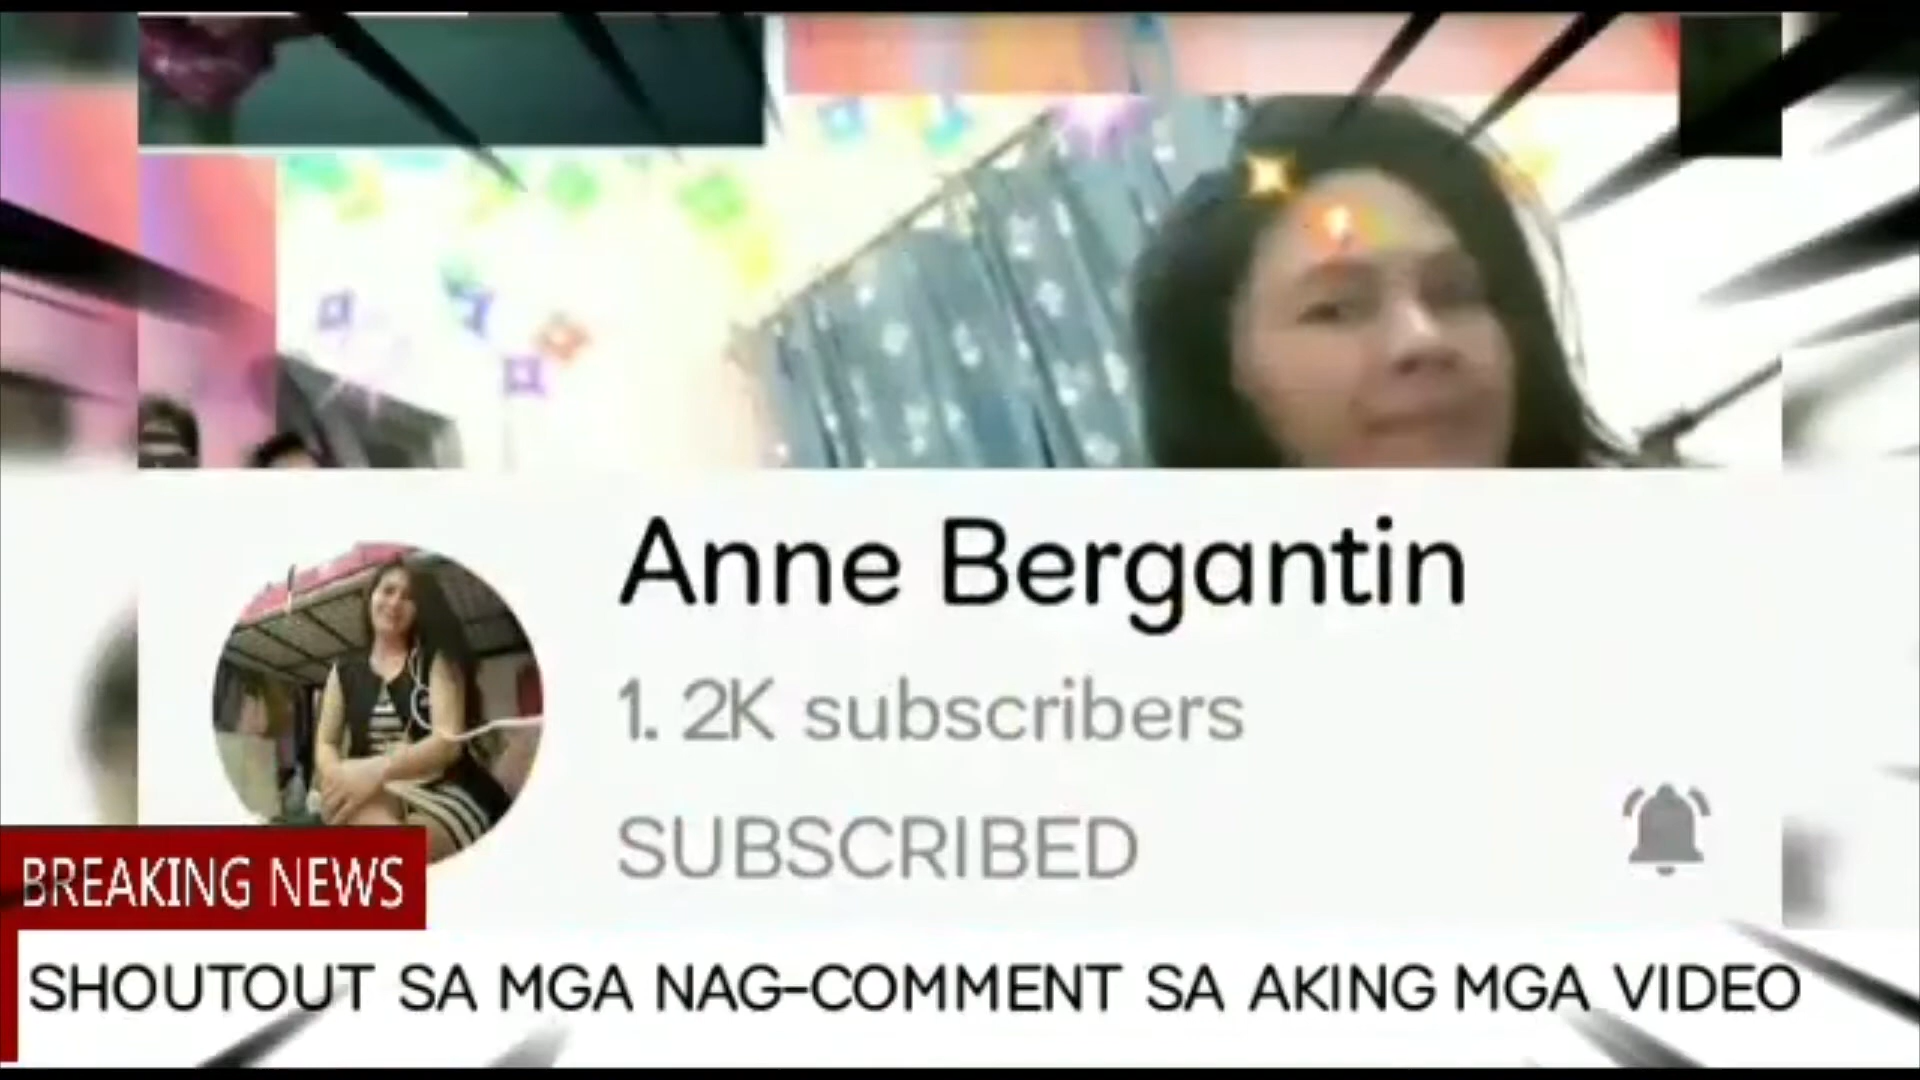 Anne Bergantin
1. 2K subscribers
SUBSCRIBED
BREAKING NEWS
SHOUTOUT SA MGA NAG-COMMENT SA AKING MGA VIDEO